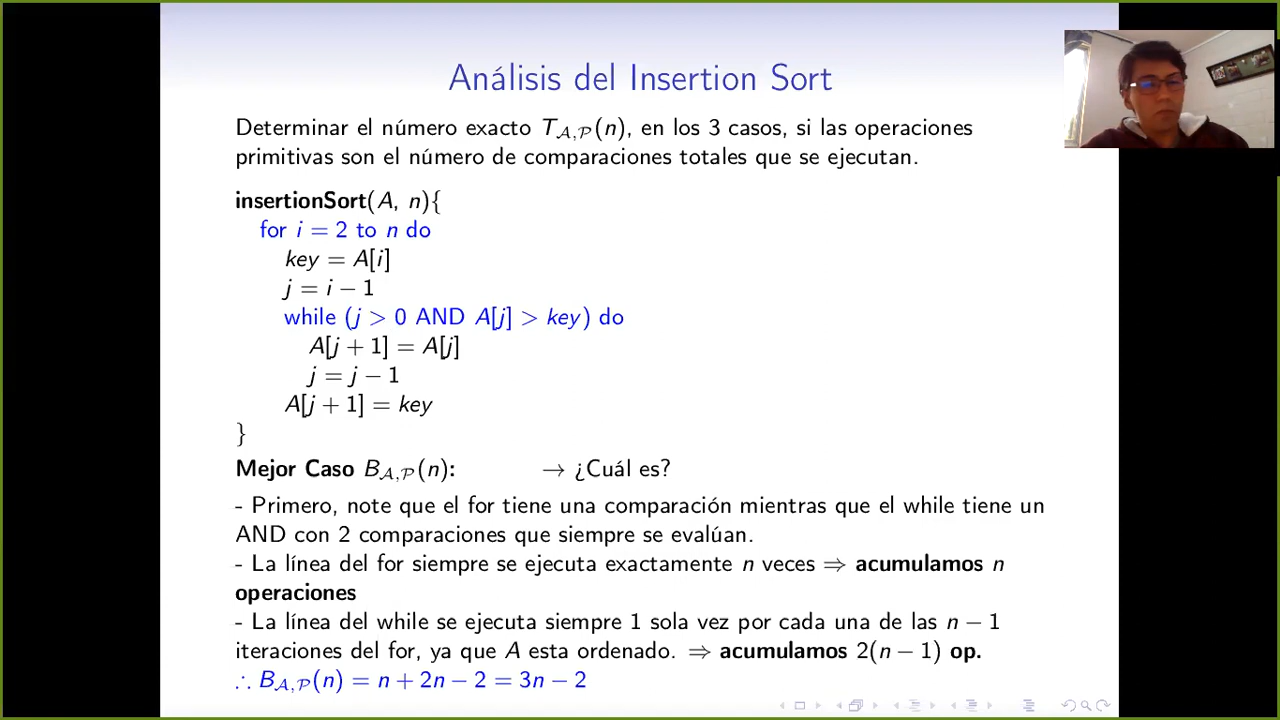 Análisis del Insertion Sort
Determinar el número exacto T_{A,P}(n), en los 3 casos, si las operaciones
primitivas son el número de comparaciones totales que se ejecutan.
insertionSort(A, n){
for i = 2 to n do
key = A[i]
j = i − 1
while (j > 0 AND A[j] > key) do
A[j + 1] = A[j]
j = j − 1
A[j + 1] = key
}
Mejor Caso B_{A,P}(n): → ¿Cuál es?
- Primero, note que el for tiene una comparación mientras que el while tiene un
AND con 2 comparaciones que siempre se evalúan.
- La línea del for siempre se ejecuta exactamente n veces ⇒ acumulamos n
operaciones
- La línea del while se ejecuta siempre 1 sola vez por cada una de las n − 1
iteraciones del for, ya que A esta ordenado. ⇒ acumulamos 2(n − 1) op.
∴ B_{A,P}(n) = n + 2n − 2 = 3n − 2